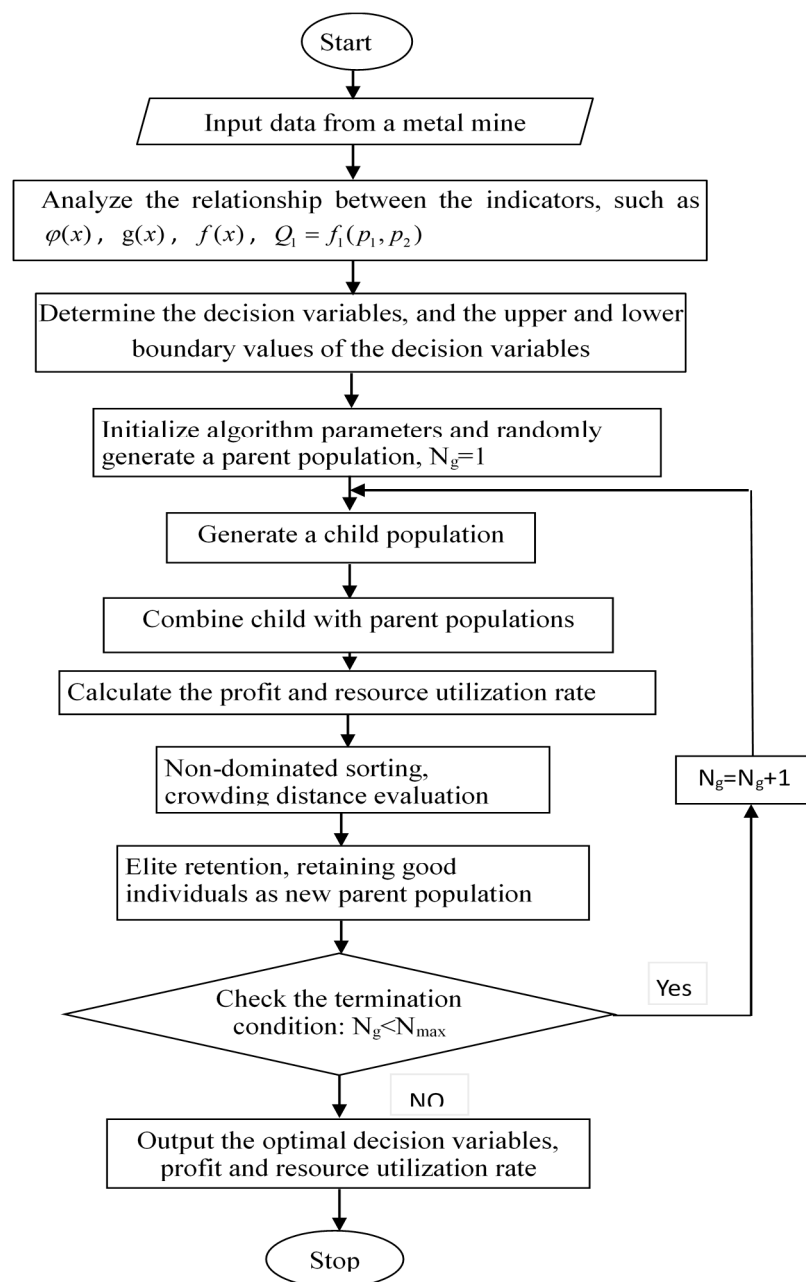 Start
Input data from a metal mine
Analyze the relationship between the indicators, such as
φ(x), g(x), f(x), Q₁ = f₁(p₁, p₂)
Determine the decision variables, and the upper and lower
boundary values of the decision variables
Initialize algorithm parameters and randomly
generate a parent population, N_g=1
Generate a child population
Combine child with parent populations
Calculate the profit and resource utilization rate
Non-dominated sorting,
crowding distance evaluation
N_g=N_g+1
Elite retention, retaining good
individuals as new parent population
Check the termination
condition: N_g<N_max
Yes
NO
Output the optimal decision variables,
profit and resource utilization rate
Stop